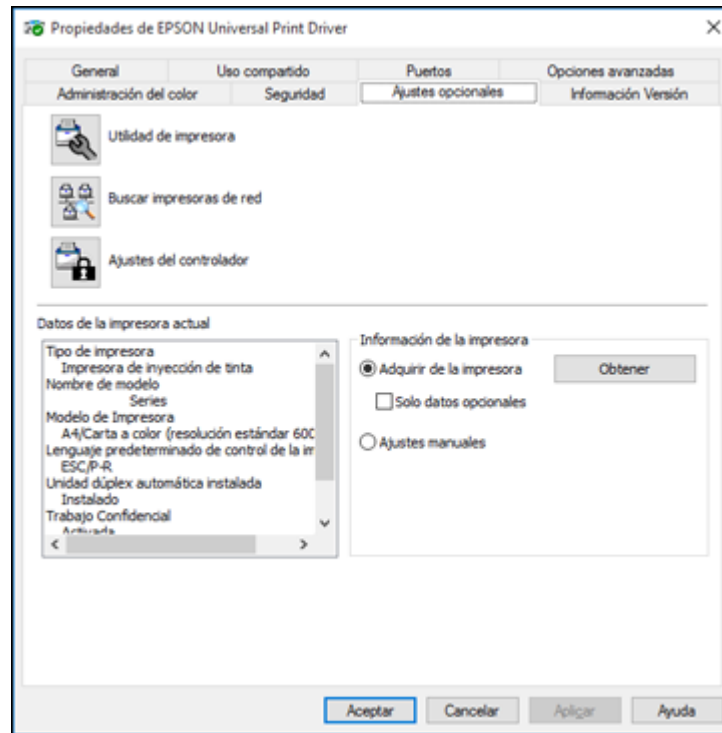 Propiedades de EPSON Universal Print Driver
General Uso compartido Puertos Opciones avanzadas
Administración del color Seguridad Ajustes opcionales Información Versión
Utilidad de impresora
Buscar impresoras de red
Ajustes del controlador
Datos de la impresora actual
Tipo de impresora
Impresora de inyección de tinta
Nombre de modelo
Series
Modelo de Impresora
A4/Carta a color (resolución estándar 600
Lenguaje predeterminado de control de la im
ESC/P-R
Unidad dúplex automática instalada
Instalado
Trabajo Confidencial
Activada
Información de la impresora
Adquirir de la impresora Obtener
Solo datos opcionales
Ajustes manuales
Aceptar Cancelar Aplicar Ayuda